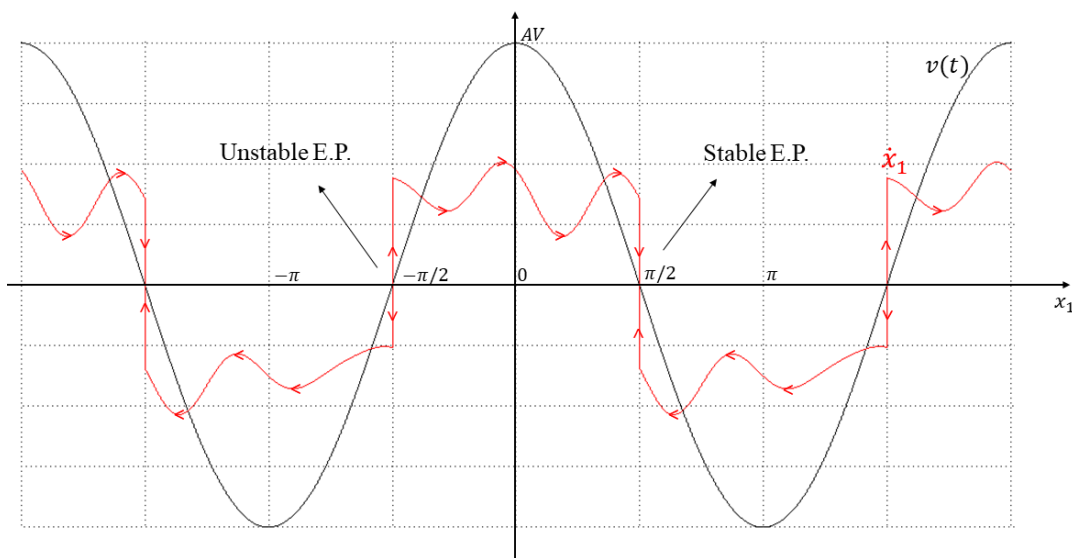 AV
v(t)
Unstable E.P.
Stable E.P.
ẋ₁
−π
−π/2
0
π/2
π
x₁